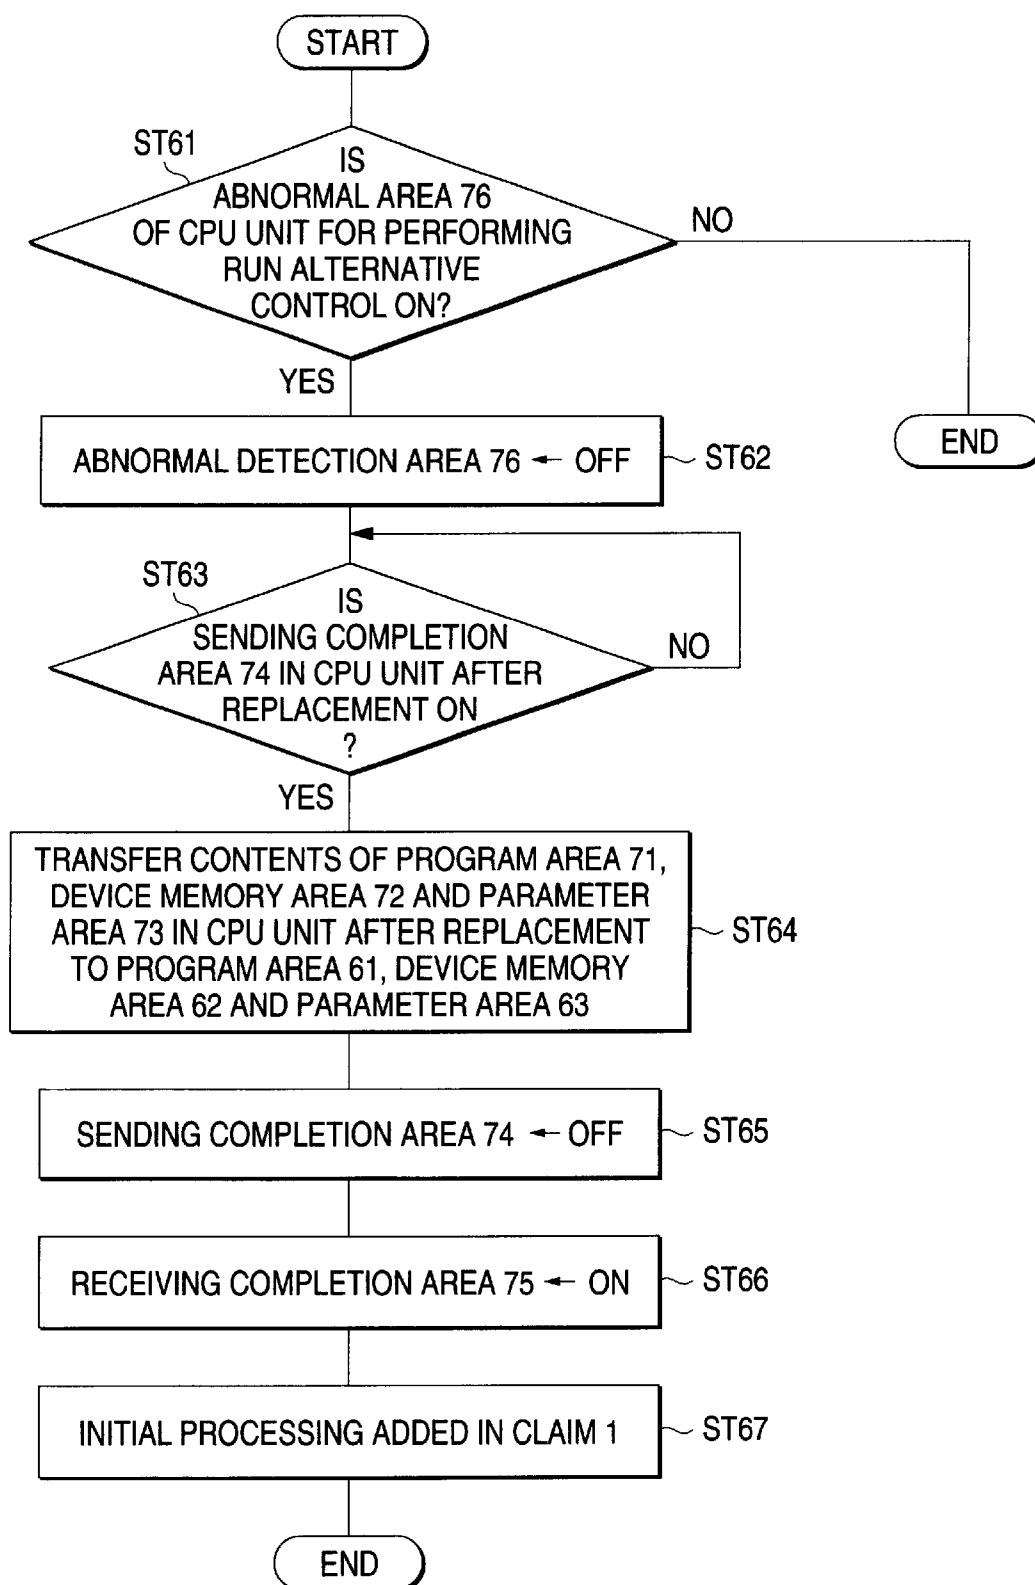 START
ST61
IS
ABNORMAL AREA 76
OF CPU UNIT FOR PERFORMING
RUN ALTERNATIVE
CONTROL ON?
NO
YES
END
ABNORMAL DETECTION AREA 76 ← OFF
ST62
ST63
IS
SENDING COMPLETION
AREA 74 IN CPU UNIT AFTER
REPLACEMENT ON
?
NO
YES
TRANSFER CONTENTS OF PROGRAM AREA 71,
DEVICE MEMORY AREA 72 AND PARAMETER
AREA 73 IN CPU UNIT AFTER REPLACEMENT
TO PROGRAM AREA 61, DEVICE MEMORY
AREA 62 AND PARAMETER AREA 63
ST64
SENDING COMPLETION AREA 74 ← OFF
ST65
RECEIVING COMPLETION AREA 75 ← ON
ST66
INITIAL PROCESSING ADDED IN CLAIM 1
ST67
END